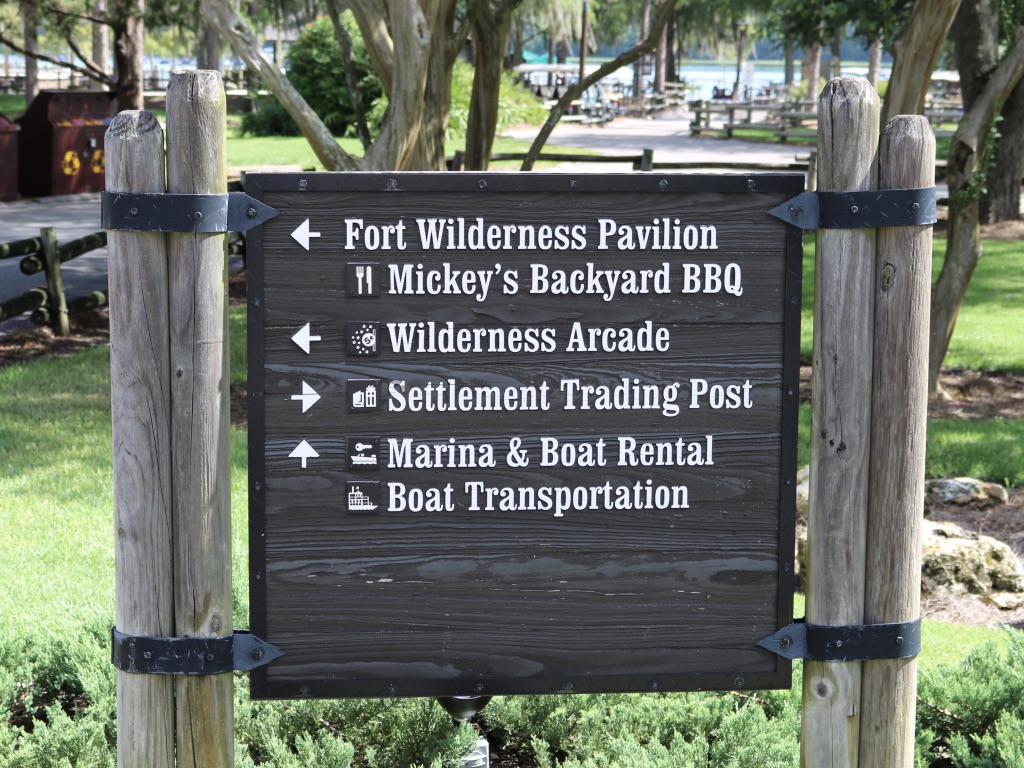 Fort Wilderness Pavilion
Mickey's Backyard BBQ
Wilderness Arcade
Settlement Trading Post
Marina & Boat Rental
Boat Transportation